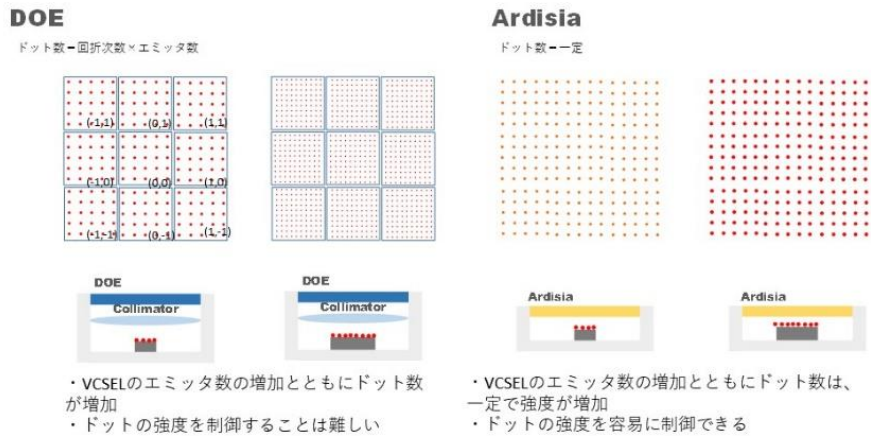 DOE
ドット数=回折次数×エミッタ数
(-1,1)
(0,1)
(1,1)
(-1,0)
(0,0)
(1,0)
(-1,-1)
(0,-1)
(1,-1)
DOE
Collimator
DOE
Collimator
・VCSELのエミッタ数の増加とともにドット数
が増加
・ドットの強度を制御することは難しい
Ardisia
ドット数=一定
Ardisia
Ardisia
・VCSELのエミッタ数の増加とともにドット数は、
一定で強度が増加
・ドットの強度を容易に制御できる